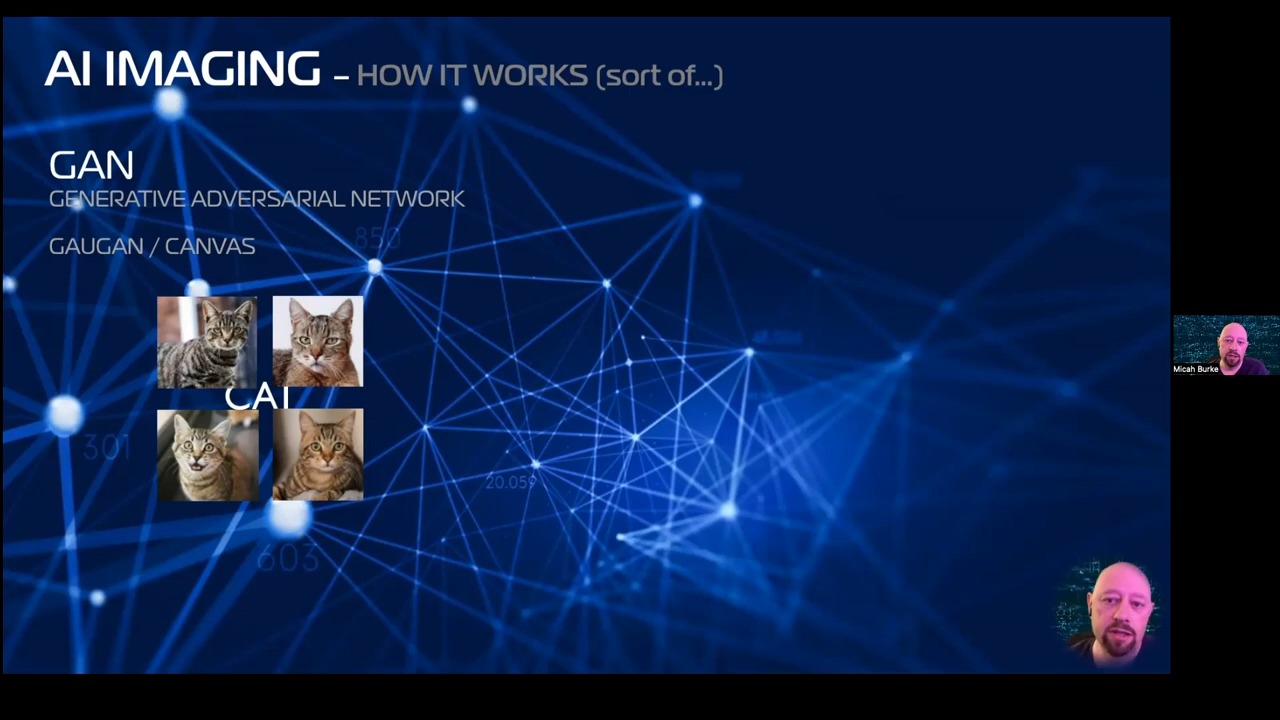 AI IMAGING – HOW IT WORKS (sort of...)
GAN
GENERATIVE ADVERSARIAL NETWORK
GAUGAN / CANVAS
850
CAT
301
20.059
603
Micah Burke